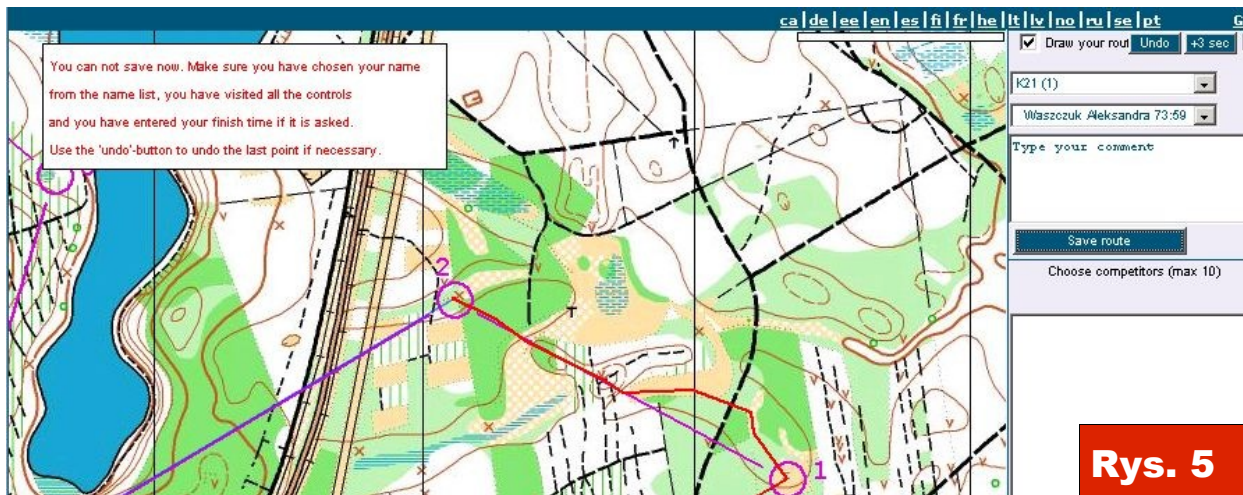 ca|de|ee|en|es|fi|fr|he|lt|lv|no|ru|se|pt G
You can not save now. Make sure you have chosen your name
from the name list, you have visited all the controls
and you have entered your finish time if it is asked.
Use the 'undo'-button to undo the last point if necessary.
Draw your rout Undo +3 sec
K21 (1)
Waszczuk Aleksandra 73:59
Type your comment
Save route
Choose competitors (max 10)
2
1
Rys. 5